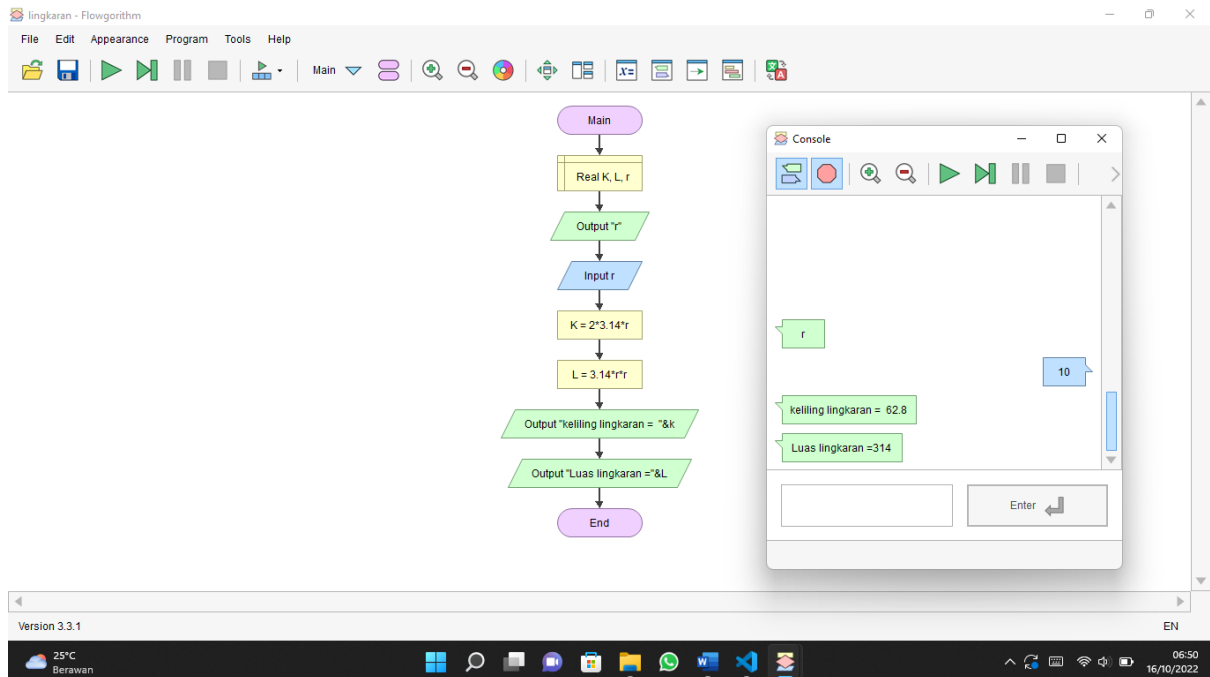 lingkaran - Flowgorithm
File Edit Appearance Program Tools Help
Main
Main
Real K, L, r
Output "r"
Input r
K = 2*3.14*r
L = 3.14*r*r
Output "keliling lingkaran =  "&k
Output "Luas lingkaran ="&L
End
Console
r
10
keliling lingkaran =  62.8
Luas lingkaran =314
Enter
Version 3.3.1
EN
25°C
Berawan
06:50
16/10/2022